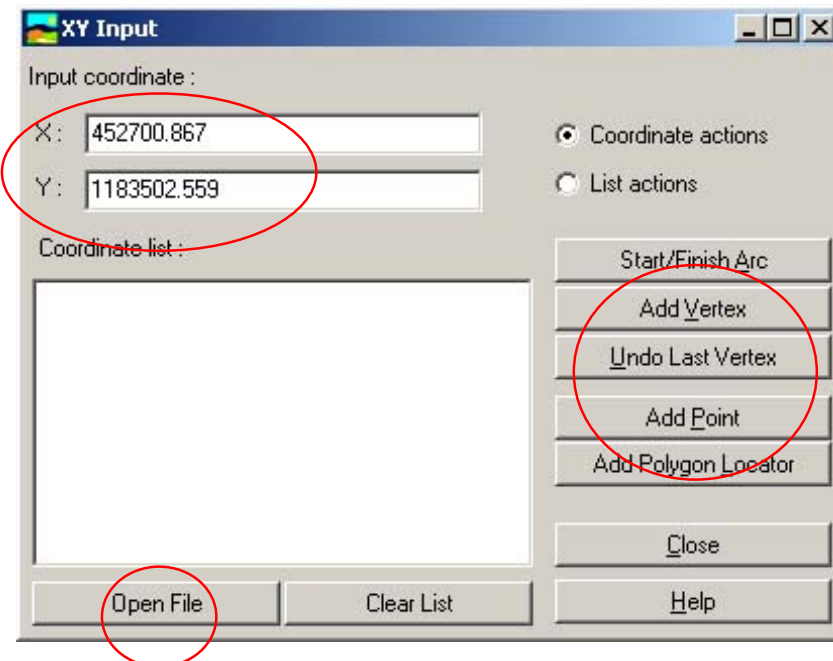 XY Input
Input coordinate :
X : 452700.867
Y : 1183502.559
Coordinate actions
List actions
Coordinate list :
Start/Finish Arc
Add Vertex
Undo Last Vertex
Add Point
Add Polygon Locator
Close
Open File Clear List Help